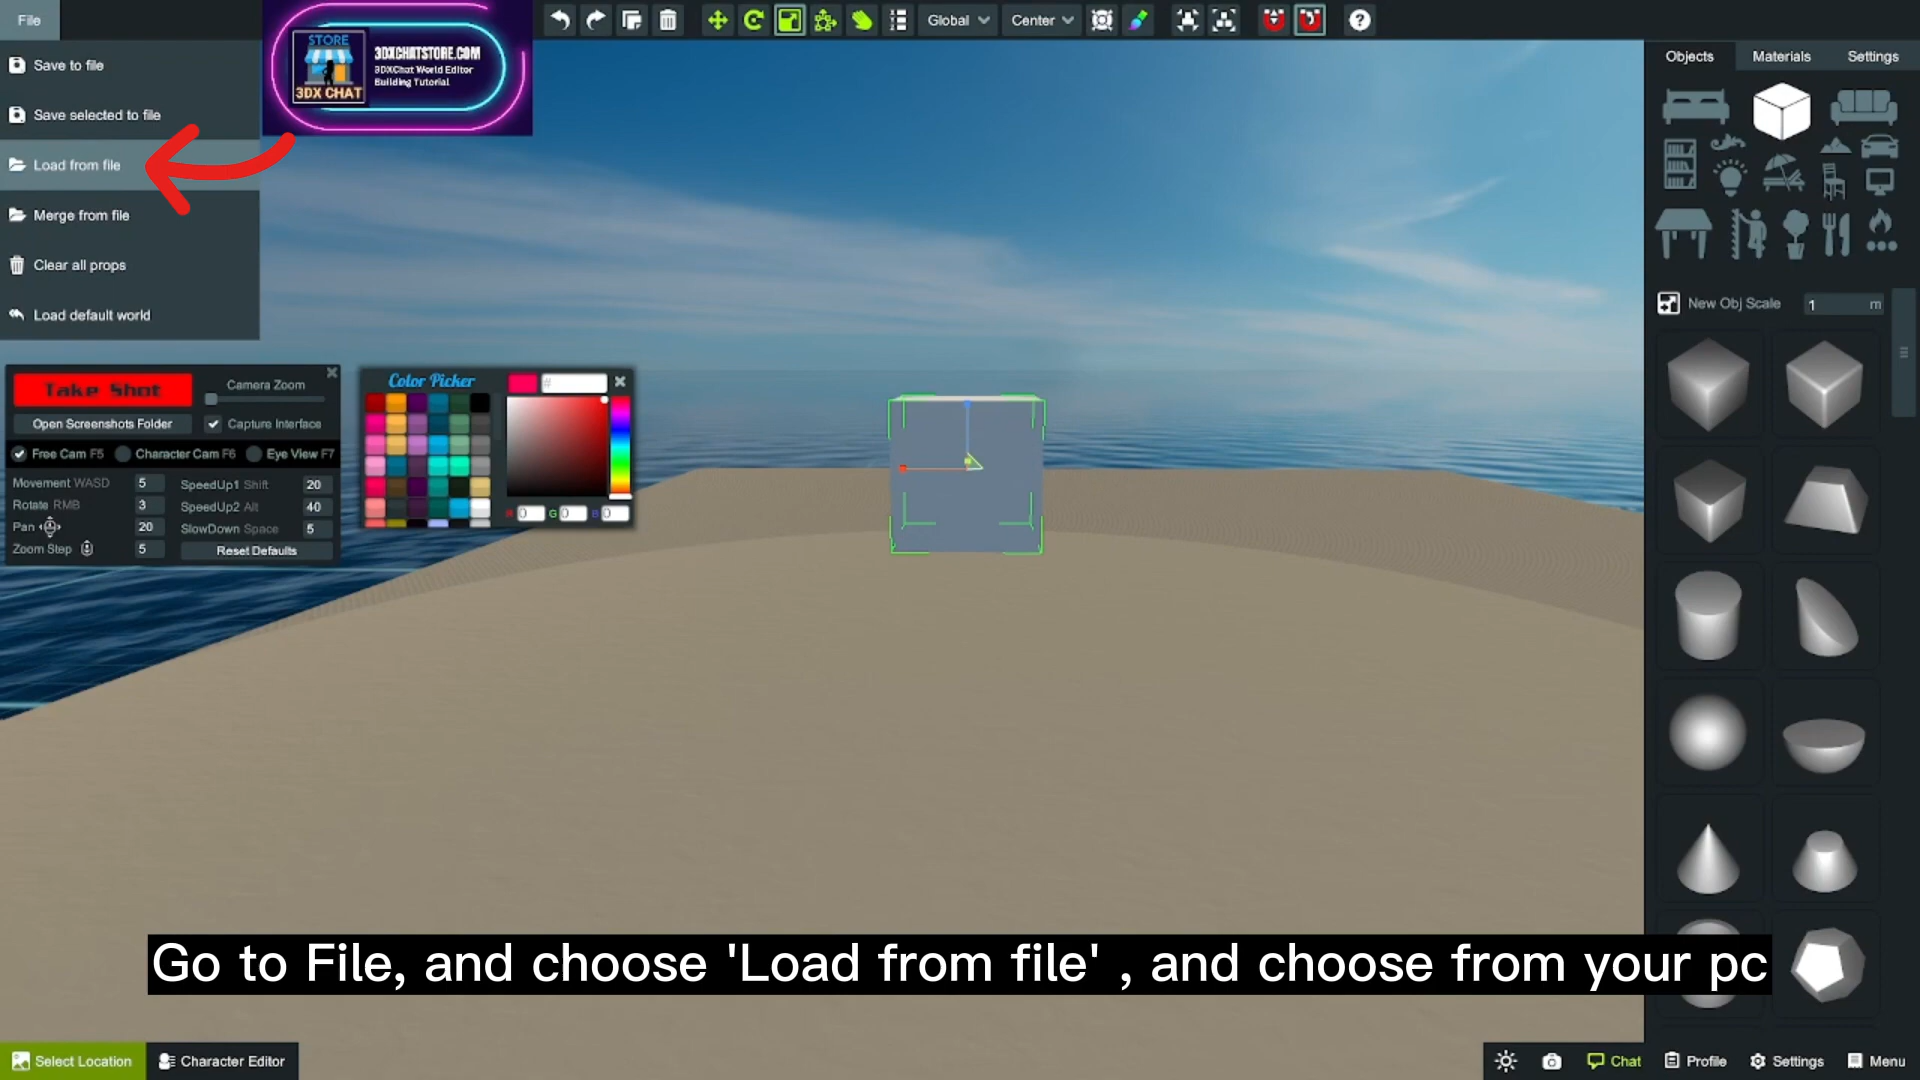 File
Global
Center
Save to file
Save selected to file
Load from file
Merge from file
Clear all props
Load default world
STORE
3DX CHAT
3DXCHATSTORE.COM
3DXChat World Editor
Building Tutorial
Take Shot
Camera Zoom
Open Screenshots Folder
Capture Interface
Free Cam F5
Character Cam F6
Eye View F7
Movement WASD 5
SpeedUp1 Shift 20
Rotate RMB 3
SpeedUp2 Alt 40
Pan 20
SlowDown Space 5
Zoom Step 5
Reset Defaults
Color Picker
#
R 0 G 0 B 0
Objects
Materials
Settings
New Obj Scale 1 m
Go to File, and choose 'Load from file' , and choose from your pc
Select Location
Character Editor
Chat
Profile
Settings
Menu